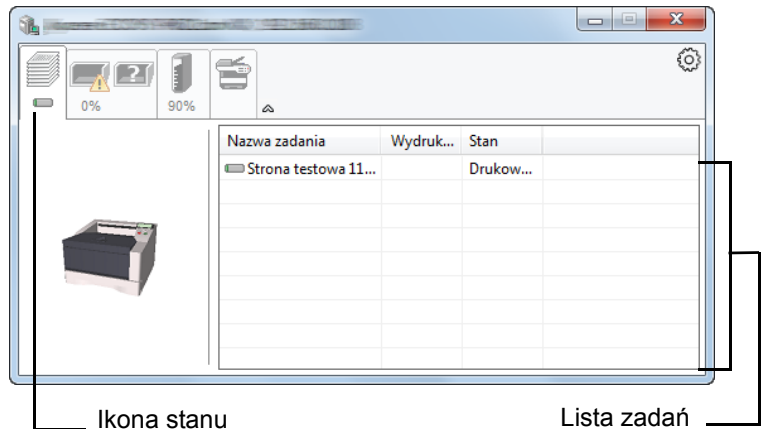 0%
90%
Nazwa zadania Wydruk... Stan
Strona testowa 11... Drukow...
Ikona stanu
Lista zadań